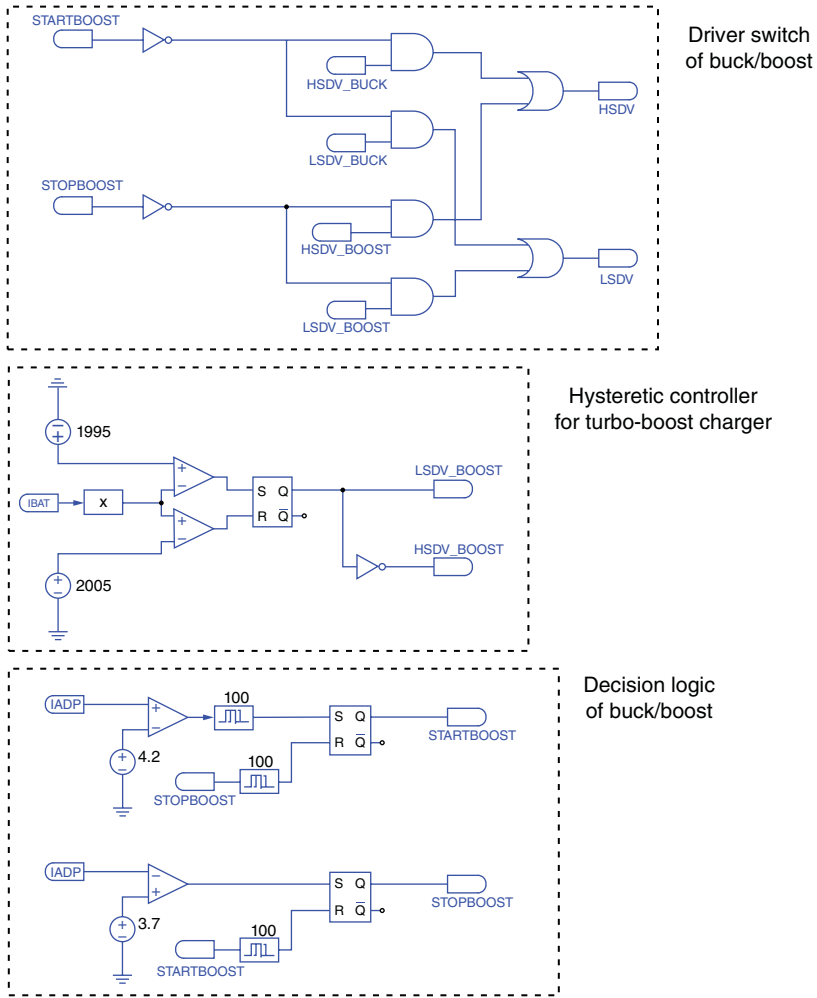 STARTBOOST
HSDV_BUCK
LSDV_BUCK
HSDV
STOPBOOST
HSDV_BOOST
LSDV_BOOST
LSDV
Driver switch
of buck/boost
1995
IBAT
x
S Q
R Q̅
2005
LSDV_BOOST
HSDV_BOOST
Hysteretic controller
for turbo-boost charger
IADP
4.2
100
S Q
R Q̅
STARTBOOST
100
STOPBOOST
IADP
3.7
S Q
R Q̅
STOPBOOST
100
STARTBOOST
Decision logic
of buck/boost